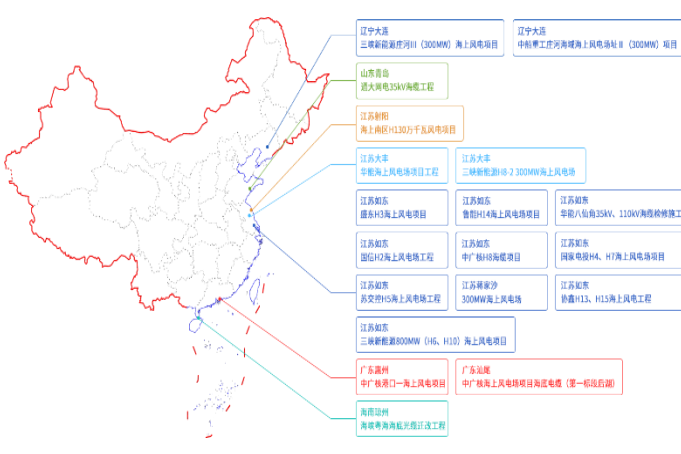 辽宁大连
三峡新能源庄河III（300MW）海上风电项目
辽宁大连
中船重工庄河海域海上风电场址II（300MW）项目
山东青岛
通大闸电35kV海缆工程
江苏射阳
海上南区H130万千瓦风电项目
江苏大丰
华能海上风电场项目工程
江苏大丰
三峡新能源H8-2 300MW海上风电场
江苏如东
盛东H3海上风电项目
江苏如东
鲁能H14海上风电场项目
江苏如东
华能八仙角35kV、110kV海缆检修施工
江苏如东
国信H2海上风电场工程
江苏如东
中广核H8海缆项目
江苏如东
国家电投H4、H7海上风电场项目
江苏如东
苏交控H5海上风电场工程
江苏蒋家沙
300MW海上风电场
江苏如东
协鑫H13、H15海上风电工程
江苏如东
三峡新能源800MW（H6、H10）海上风电项目
广东惠州
中广核港口一海上风电项目
广东汕尾
中广核海上风电场项目海底电缆（第一标段后湖）
海南琼州
海峡粤海海底光缆迁改工程